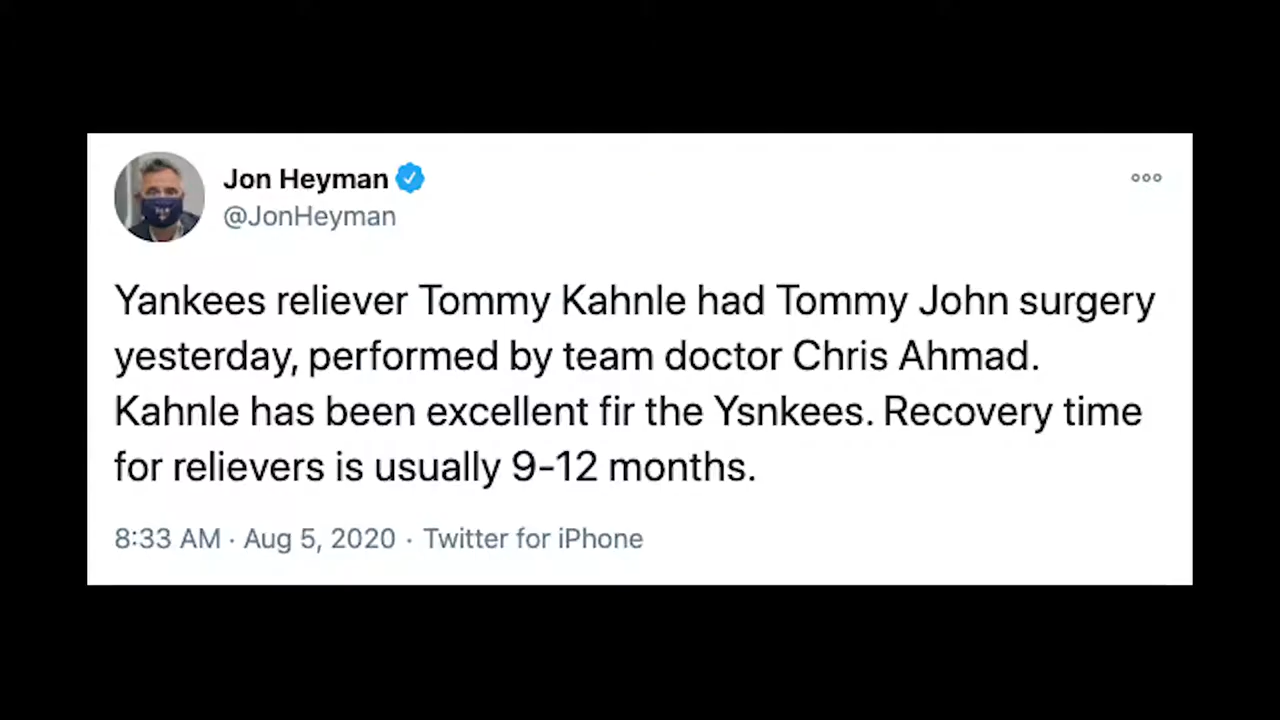 Jon Heyman
@JonHeyman
Yankees reliever Tommy Kahnle had Tommy John surgery
yesterday, performed by team doctor Chris Ahmad.
Kahnle has been excellent fir the Ysnkees. Recovery time
for relievers is usually 9-12 months.
8:33 AM · Aug 5, 2020 · Twitter for iPhone